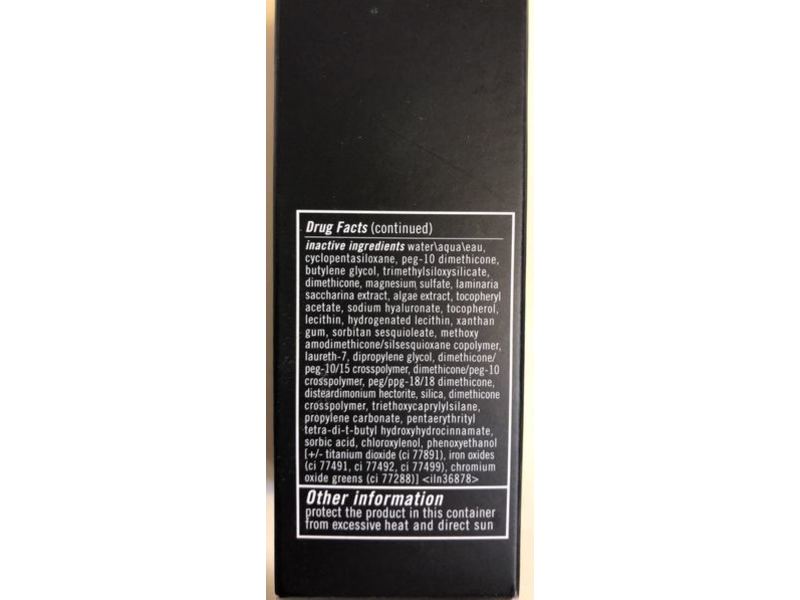 Drug Facts (continued)
inactive ingredients water\aqua\eau,
cyclopentasiloxane, peg-10 dimethicone,
butylene glycol, trimethylsiloxysilicate,
dimethicone, magnesium sulfate, laminaria
saccharina extract, algae extract, tocopheryl
acetate, sodium hyaluronate, tocopherol,
lecithin, hydrogenated lecithin, xanthan
gum, sorbitan sesquioleate, methoxy
amodimethicone/silsesquioxane copolymer,
laureth-7, dipropylene glycol, dimethicone/
peg-10/15 crosspolymer, dimethicone/peg-10
crosspolymer, peg/ppg-18/18 dimethicone,
disteardimonium hectorite, silica, dimethicone
crosspolymer, triethoxycaprylylsilane,
propylene carbonate, pentaerythrityl
tetra-di-t-butyl hydroxyhydrocinnamate,
sorbic acid, chloroxylenol, phenoxyethanol
[+/- titanium dioxide (ci 77891), iron oxides
(ci 77491, ci 77492, ci 77499), chromium
oxide greens (ci 77288)] <iln36878>
Other information
protect the product in this container
from excessive heat and direct sun